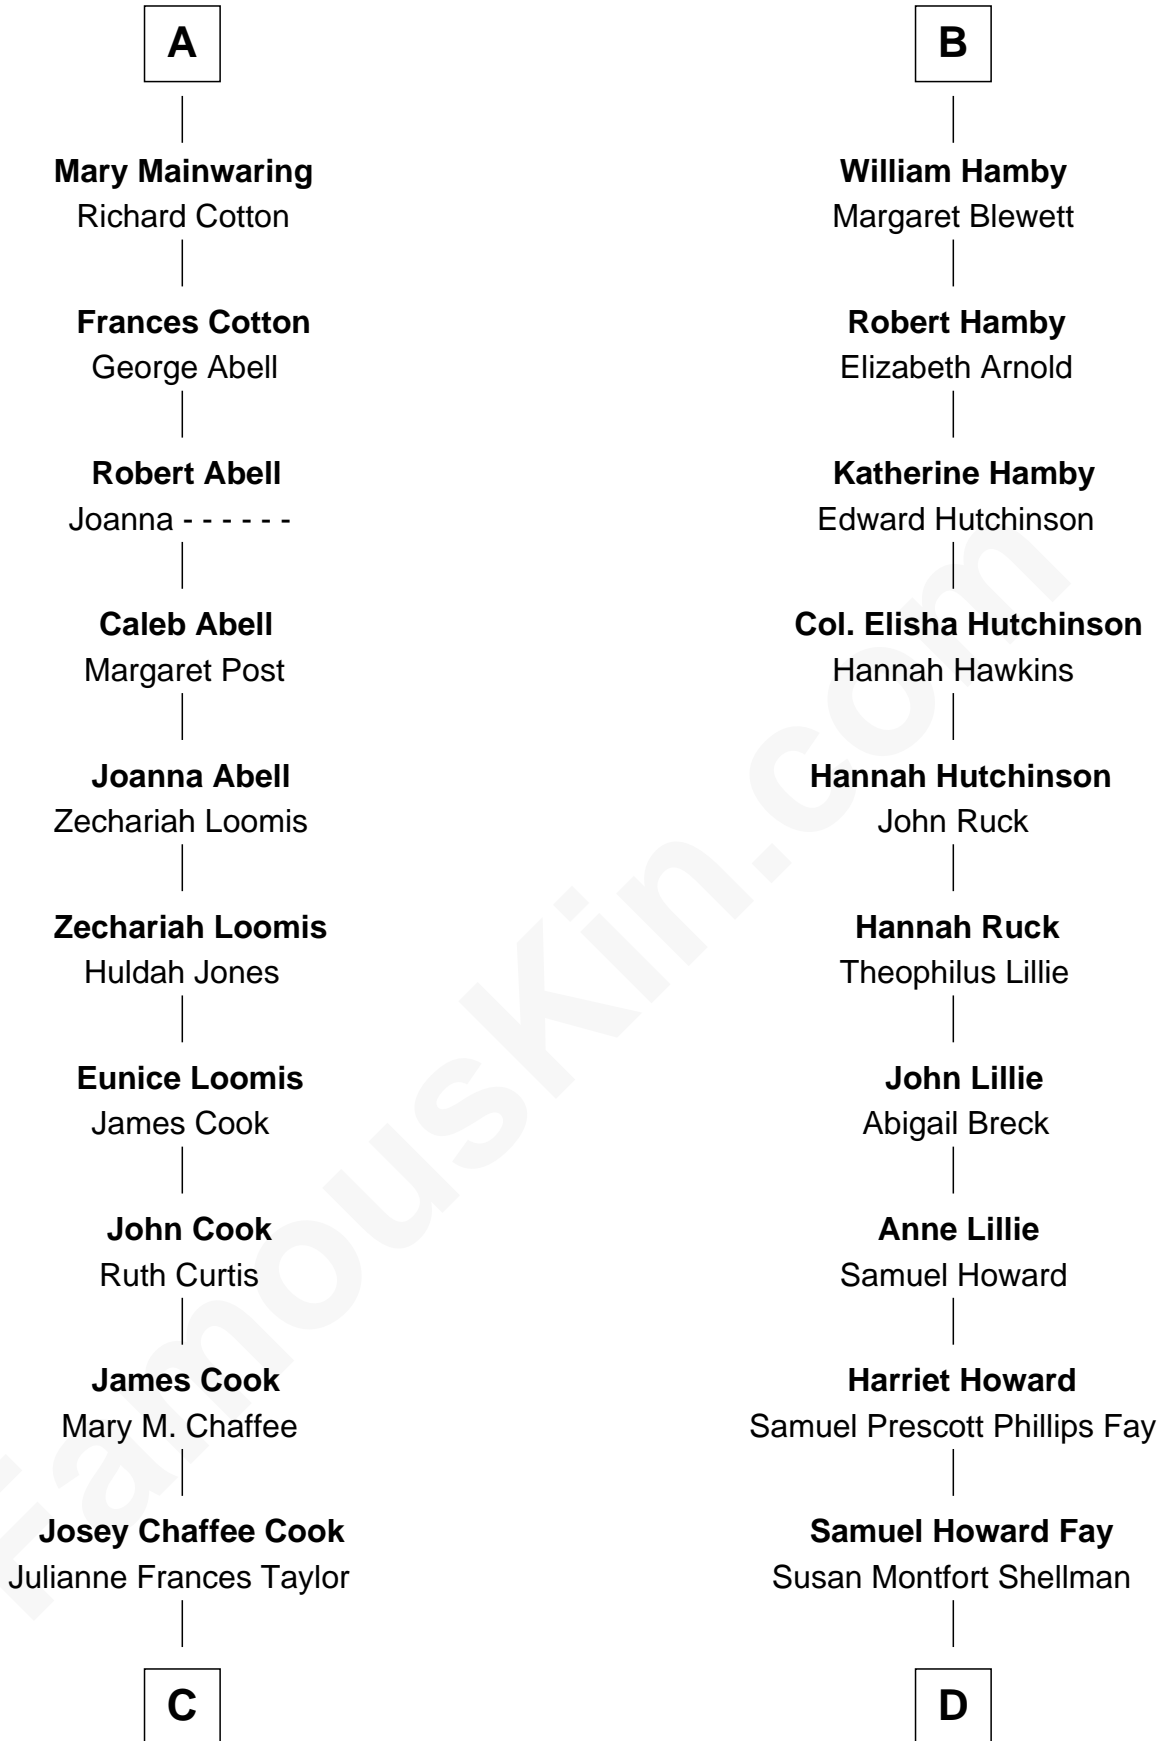 A
Mary Mainwaring
Richard Cotton
Frances Cotton
George Abell
Robert Abell
Joanna - - - - - -
Caleb Abell
Margaret Post
Joanna Abell
Zechariah Loomis
Zechariah Loomis
Huldah Jones
Eunice Loomis
James Cook
John Cook
Ruth Curtis
James Cook
Mary M. Chaffee
Josey Chaffee Cook
Julianne Frances Taylor
C
B
William Hamby
Margaret Blewett
Robert Hamby
Elizabeth Arnold
Katherine Hamby
Edward Hutchinson
Col. Elisha Hutchinson
Hannah Hawkins
Hannah Hutchinson
John Ruck
Hannah Ruck
Theophilus Lillie
John Lillie
Abigail Breck
Anne Lillie
Samuel Howard
Harriet Howard
Samuel Prescott Phillips Fay
Samuel Howard Fay
Susan Montfort Shellman
D
FamousKin.com